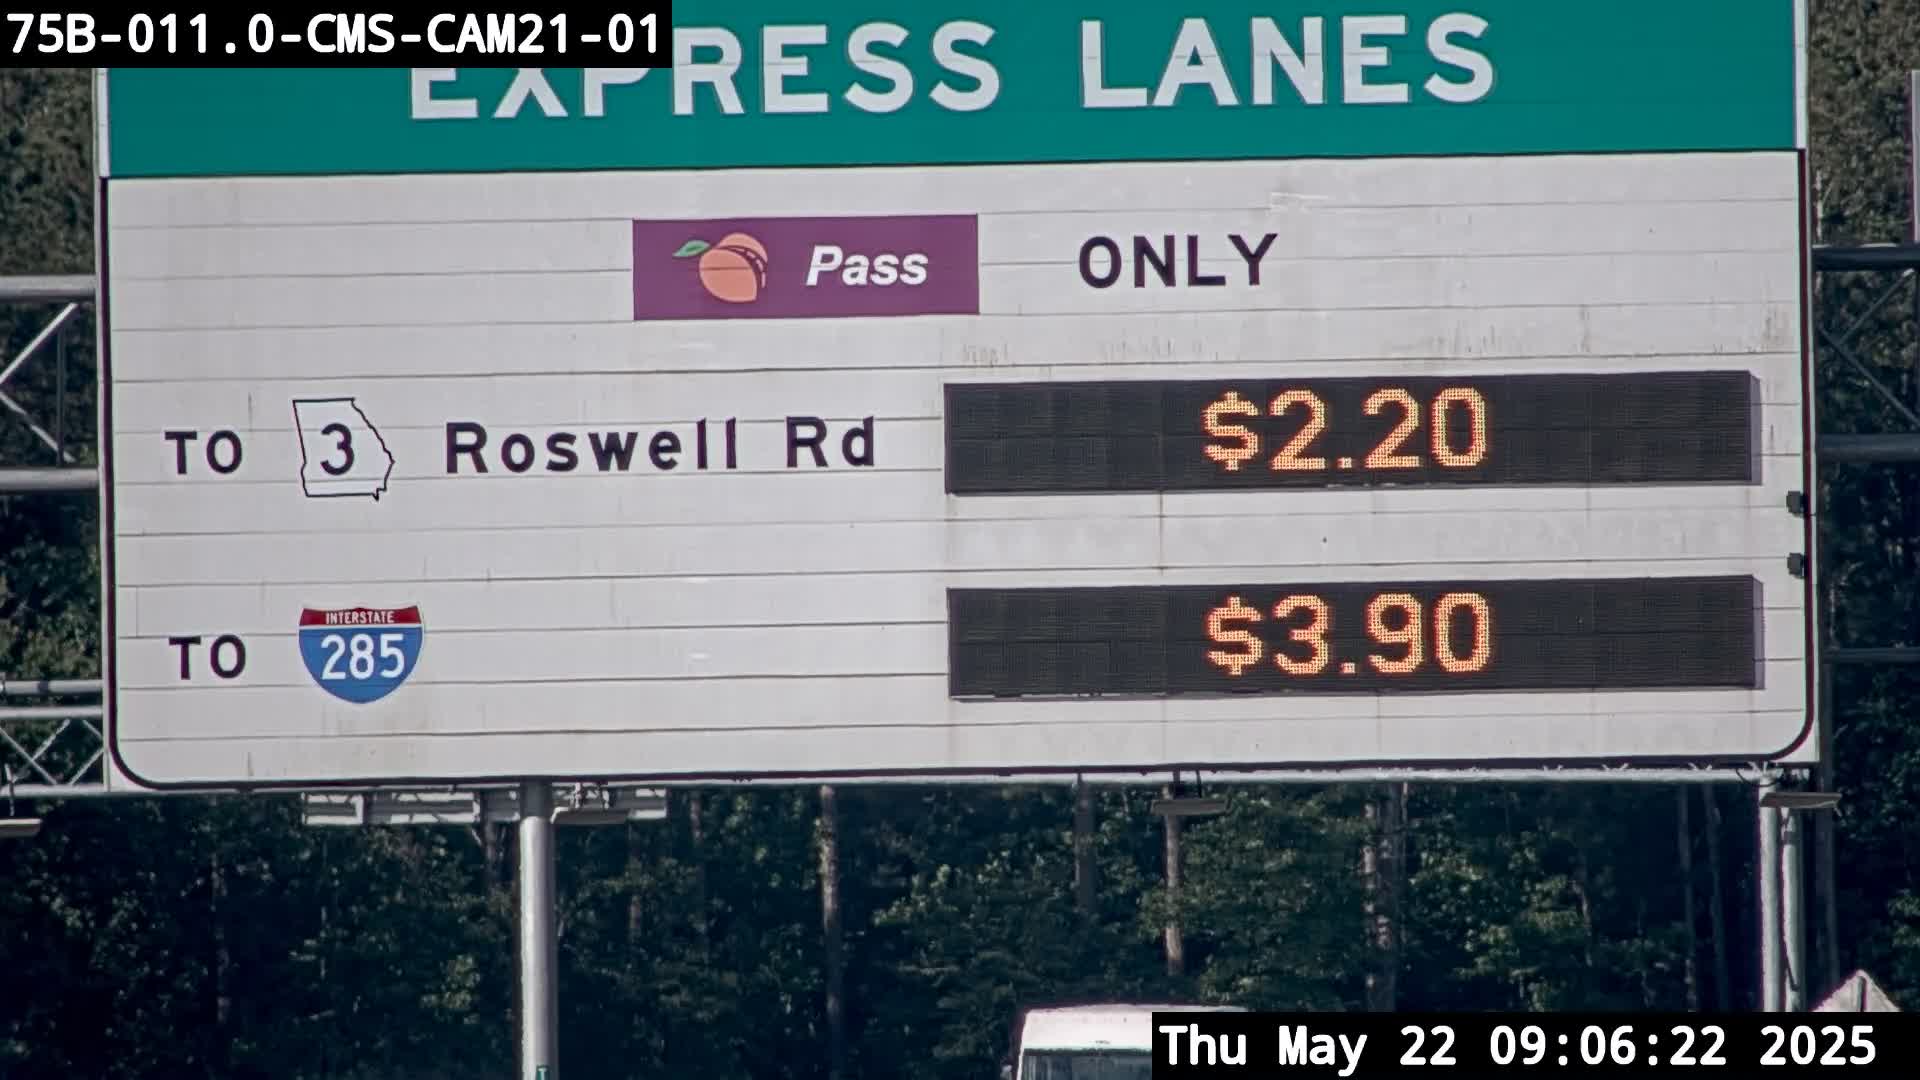 75B-011.0-CMS-CAM21-01
EXPRESS LANES
Pass ONLY
TO 3 Roswell Rd $2.20
INTERSTATE
TO 285 $3.90
Thu May 22 09:06:22 2025